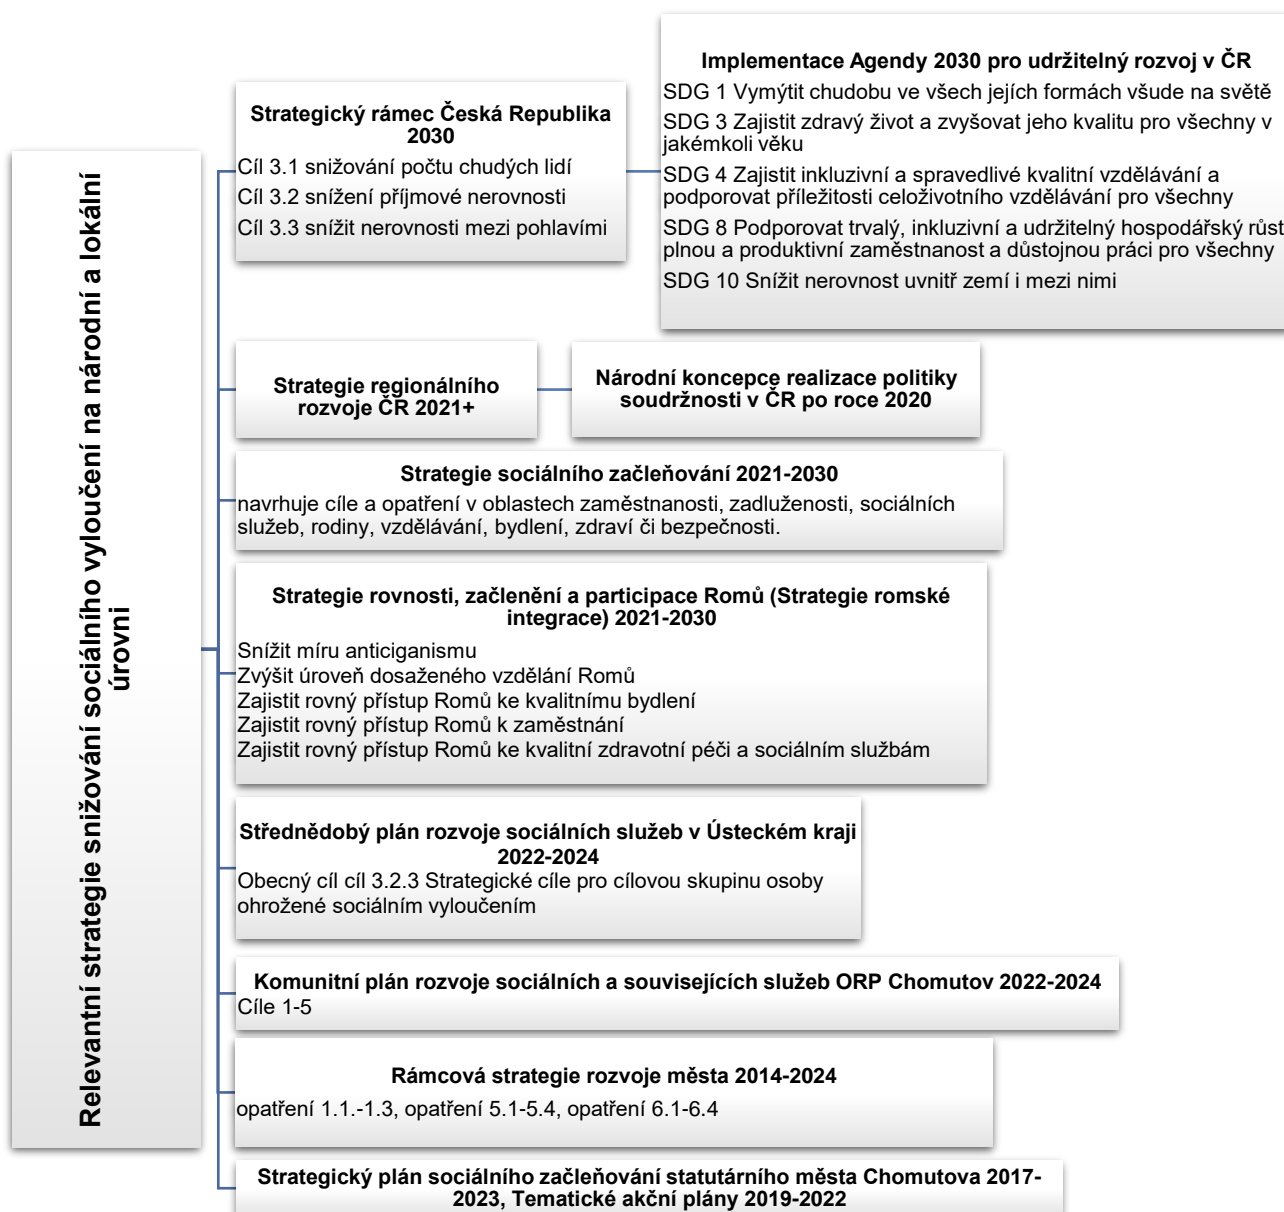 Relevantní strategie snižování sociálního vyloučení na národní a lokální
úrovni
Strategický rámec Česká Republika
2030
Cíl 3.1 snižování počtu chudých lidí
Cíl 3.2 snížení příjmové nerovnosti
Cíl 3.3 snížit nerovnosti mezi pohlavími
Implementace Agendy 2030 pro udržitelný rozvoj v ČR
SDG 1 Vymýtit chudobu ve všech jejích formách všude na světě
SDG 3 Zajistit zdravý život a zvyšovat jeho kvalitu pro všechny v
jakémkoli věku
SDG 4 Zajistit inkluzivní a spravedlivé kvalitní vzdělávání a
podporovat příležitosti celoživotního vzdělávání pro všechny
SDG 8 Podporovat trvalý, inkluzivní a udržitelný hospodářský růst
plnou a produktivní zaměstnanost a důstojnou práci pro všechny
SDG 10 Snížit nerovnost uvnitř zemí i mezi nimi
Strategie regionálního
rozvoje ČR 2021+
Národní koncepce realizace politiky
soudržnosti v ČR po roce 2020
Strategie sociálního začleňování 2021-2030
navrhuje cíle a opatření v oblastech zaměstnanosti, zadluženosti, sociálních
služeb, rodiny, vzdělávání, bydlení, zdraví či bezpečnosti.
Strategie rovnosti, začlenění a participace Romů (Strategie romské
integrace) 2021-2030
Snížit míru anticiganismu
Zvýšit úroveň dosaženého vzdělání Romů
Zajistit rovný přístup Romů ke kvalitnímu bydlení
Zajistit rovný přístup Romů k zaměstnání
Zajistit rovný přístup Romů ke kvalitní zdravotní péči a sociálním službám
Střednědobý plán rozvoje sociálních služeb v Ústeckém kraji
2022-2024
Obecný cíl cíl 3.2.3 Strategické cíle pro cílovou skupinu osoby
ohrožené sociálním vyloučením
Komunitní plán rozvoje sociálních a souvisejících služeb ORP Chomutov 2022-2024
Cíle 1-5
Rámcová strategie rozvoje města 2014-2024
opatření 1.1.-1.3, opatření 5.1-5.4, opatření 6.1-6.4
Strategický plán sociálního začleňování statutárního města Chomutova 2017-
2023, Tematické akční plány 2019-2022